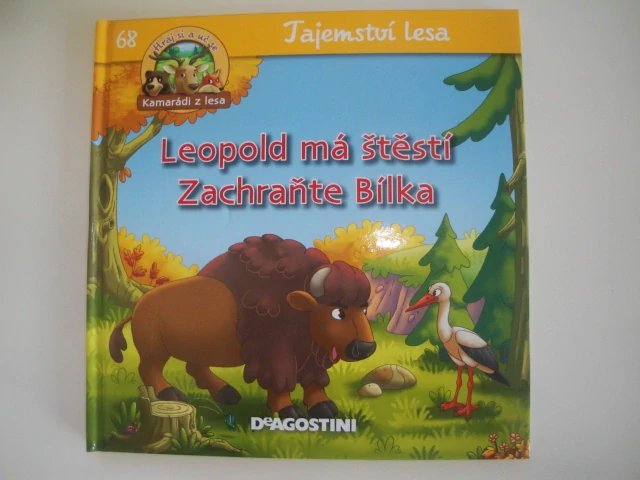 68
Hraj si a uč se
Kamarádi z lesa
Tajemství lesa
Leopold má štěstí
Zachraňte Bílka
DeAGOSTINI